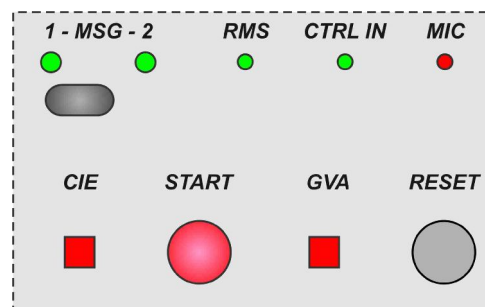 1 - MSG - 2 RMS CTRL IN MIC
CIE START GVA RESET